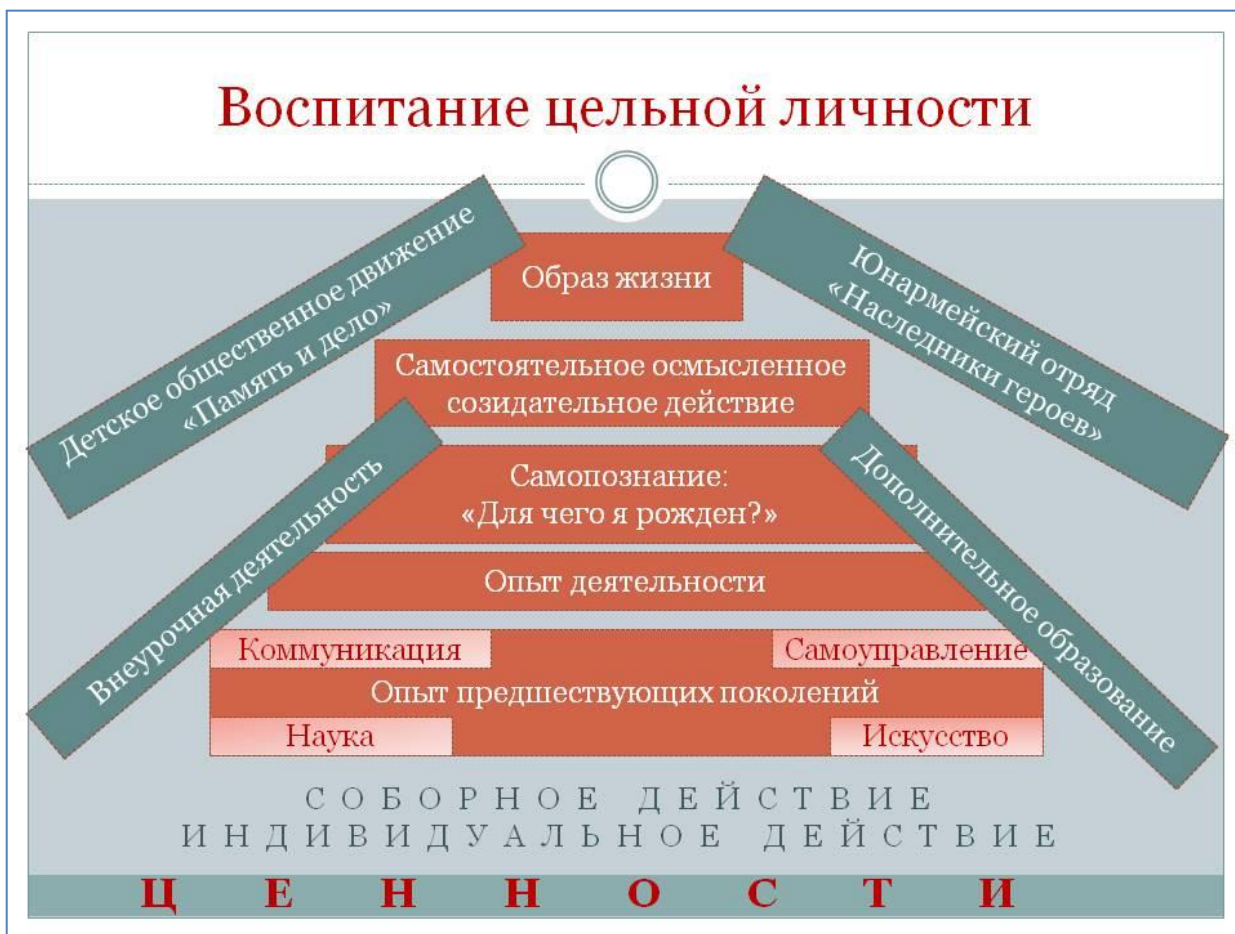 Воспитание цельной личности
Детское общественное движение
«Память и дело»
Юнармейский отряд
«Наследники героев»
Образ жизни
Самостоятельное осмысленное
созидательное действие
Внеурочная деятельность
Дополнительное образование
Самопознание:
«Для чего я рожден?»
Опыт деятельности
Коммуникация
Самоуправление
Опыт предшествующих поколений
Наука
Искусство
СОБОРНОЕ ДЕЙСТВИЕ
ИНДИВИДУАЛЬНОЕ ДЕЙСТВИЕ
ЦЕННОСТИ